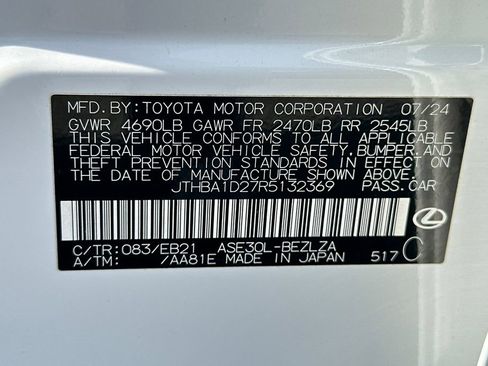 MFD. BY: TOYOTA MOTOR CORPORATION 07/24
GVWR 4690LB GAWR FR 2470LB RR 2545LB
THIS VEHICLE CONFORMS TO ALL APPLICABLE
FEDERAL MOTOR VEHICLE SAFETY, BUMPER, AND
THEFT PREVENTION STANDARDS IN EFFECT ON
THE DATE OF MANUFACTURE SHOWN ABOVE.
JTHBA1D27R5132369 PASS.CAR
C/TR: 083/EB21 ASE30L-BEZLZA
A/TM: /AA81E MADE IN JAPAN 517 C